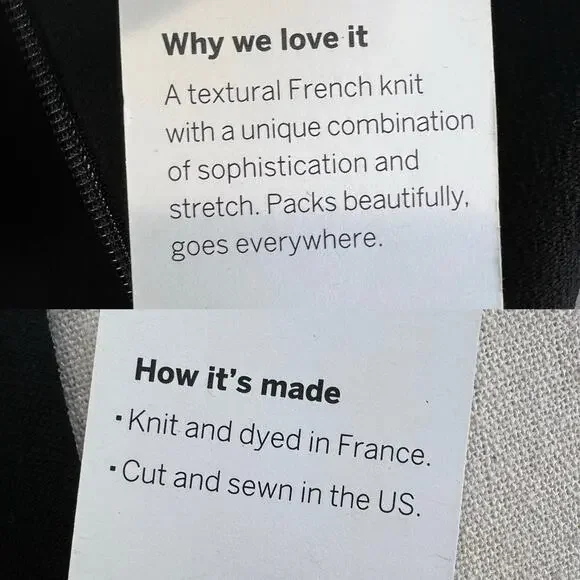 Why we love it
A textural French knit
with a unique combination
of sophistication and
stretch. Packs beautifully,
goes everywhere.
How it's made
▪ Knit and dyed in France.
▪ Cut and sewn in the US.